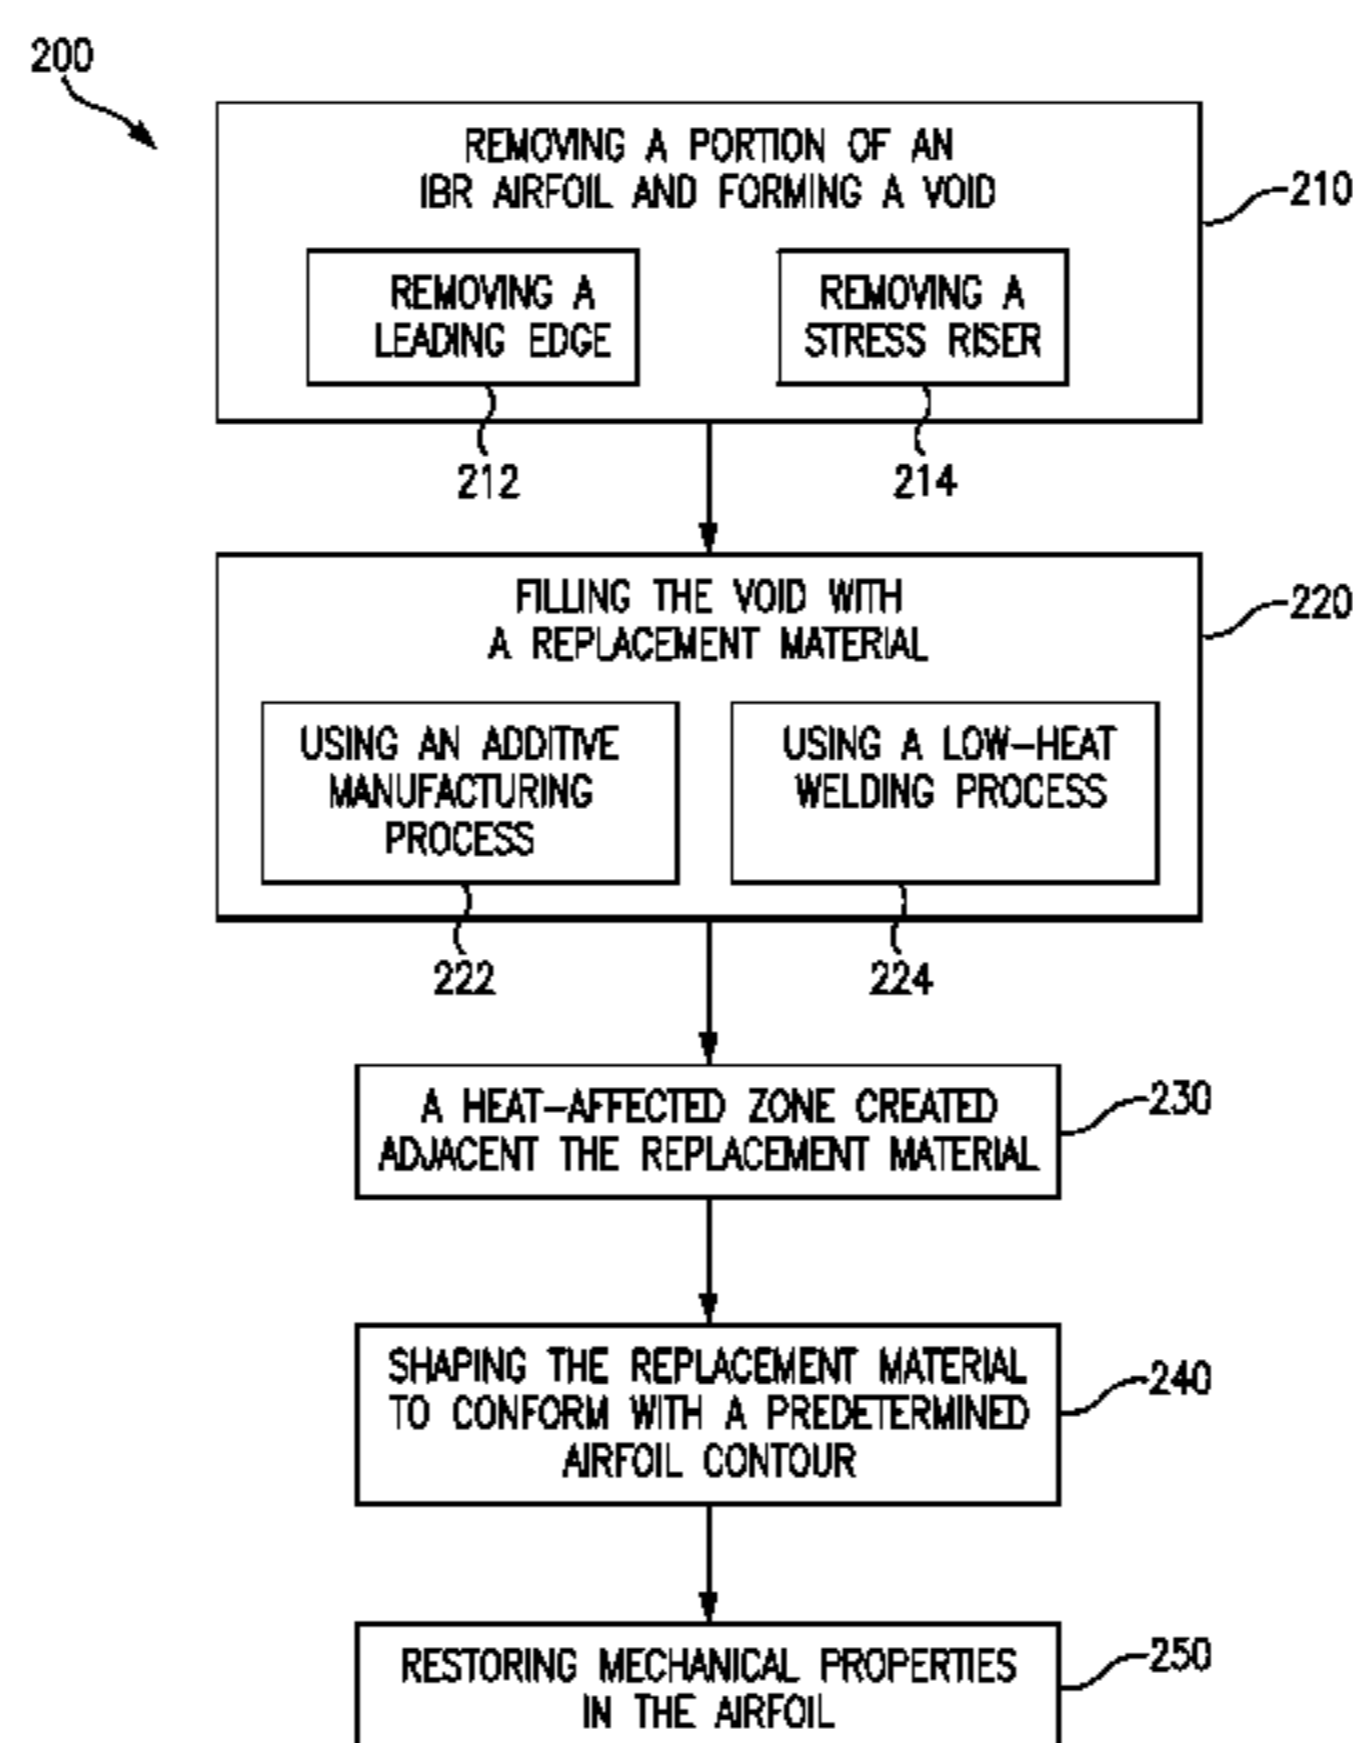 200
REMOVING A PORTION OF AN
IBR AIRFOIL AND FORMING A VOID
210
REMOVING A
LEADING EDGE
REMOVING A
STRESS RISER
212
214
FILLING THE VOID WITH
A REPLACEMENT MATERIAL
220
USING AN ADDITIVE
MANUFACTURING
PROCESS
USING A LOW-HEAT
WELDING PROCESS
222
224
A HEAT-AFFECTED ZONE CREATED
ADJACENT THE REPLACEMENT MATERIAL
230
SHAPING THE REPLACEMENT MATERIAL
TO CONFORM WITH A PREDETERMINED
AIRFOIL CONTOUR
240
RESTORING MECHANICAL PROPERTIES
IN THE AIRFOIL
250